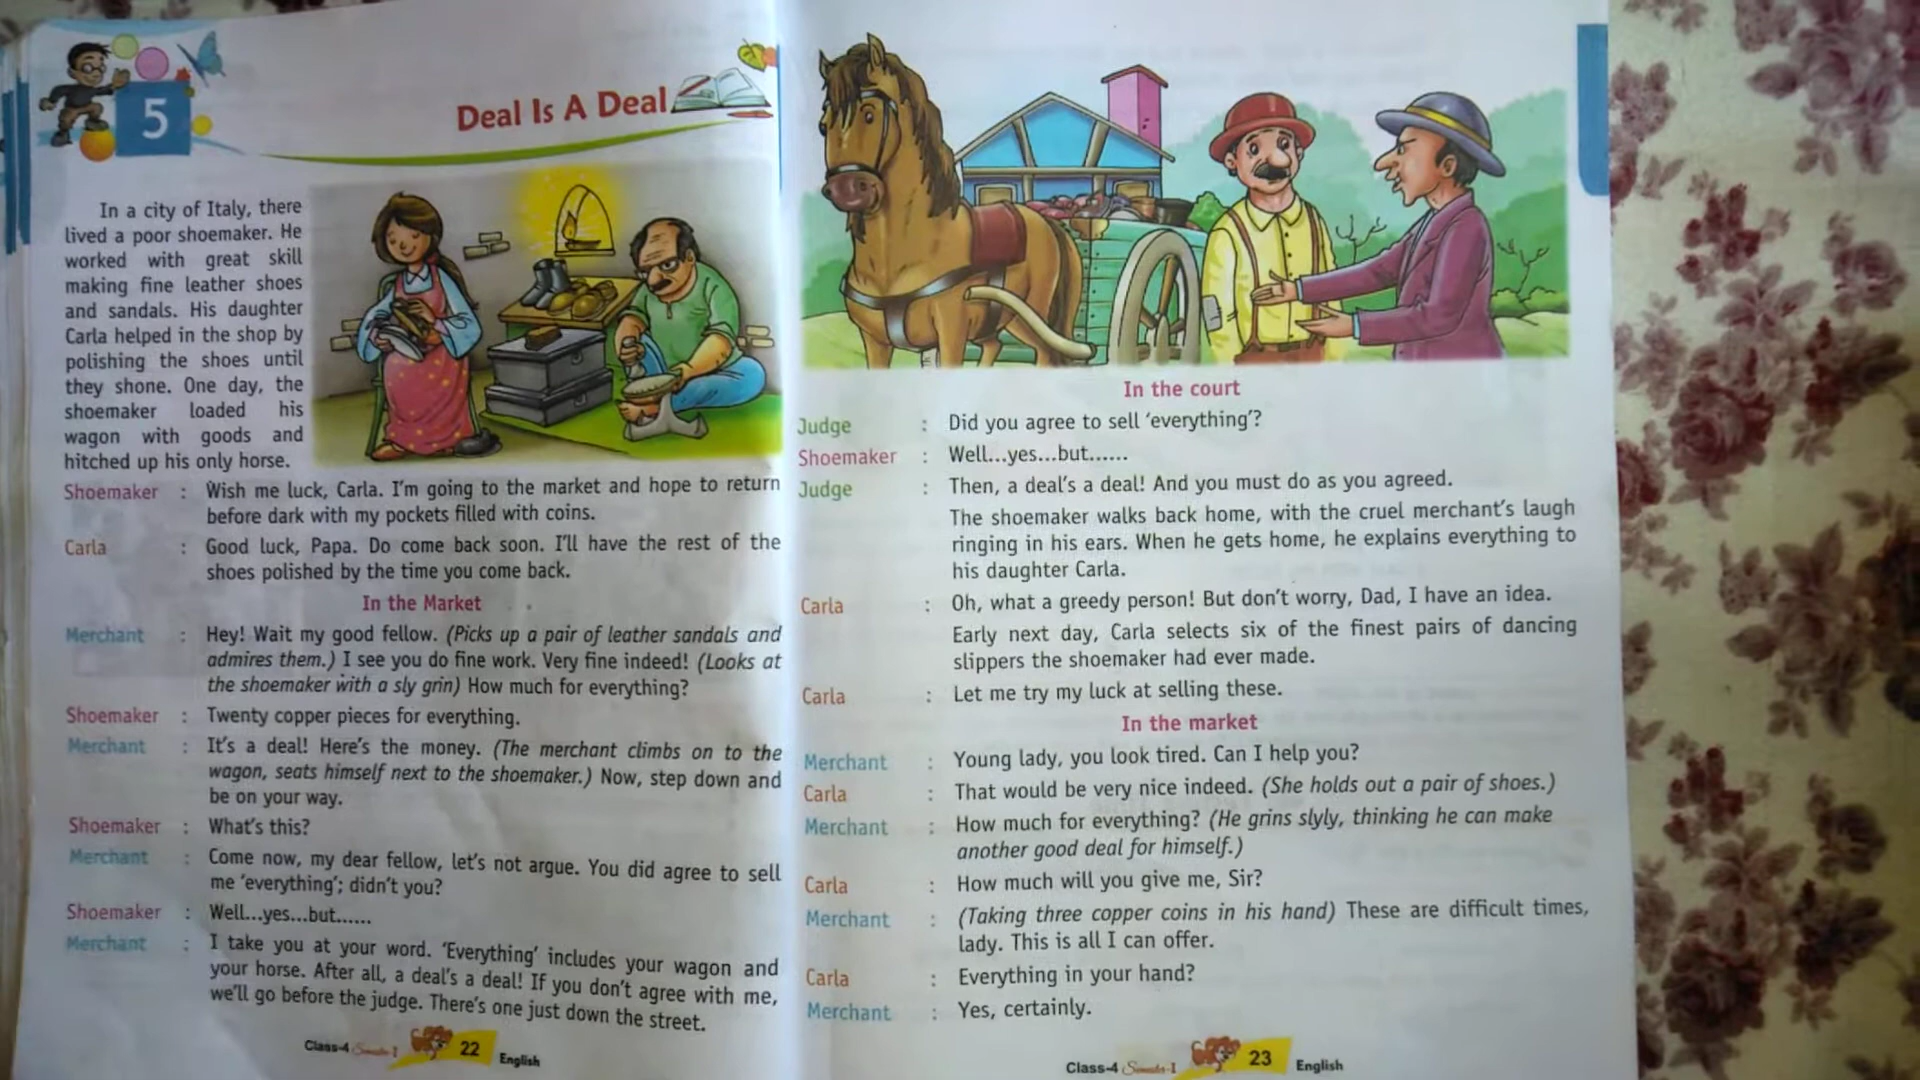 5
Deal Is A Deal
In a city of Italy, there
lived a poor shoemaker. He
worked with great skill
making fine leather shoes
and sandals. His daughter
Carla helped in the shop by
polishing the shoes until
they shone. One day, the
shoemaker loaded his
wagon with goods and
hitched up his only horse.
Shoemaker : Wish me luck, Carla. I'm going to the market and hope to return
before dark with my pockets filled with coins.
Carla : Good luck, Papa. Do come back soon. I'll have the rest of the
shoes polished by the time you come back.
In the Market
Merchant : Hey! Wait my good fellow. (Picks up a pair of leather sandals and
admires them.) I see you do fine work. Very fine indeed! (Looks at
the shoemaker with a sly grin) How much for everything?
Shoemaker : Twenty copper pieces for everything.
Merchant : It's a deal! Here's the money. (The merchant climbs on to the
wagon, seats himself next to the shoemaker.) Now, step down and
be on your way.
Shoemaker : What's this?
Merchant : Come now, my dear fellow, let's not argue. You did agree to sell
me 'everything'; didn't you?
Shoemaker : Well...yes...but......
Merchant : I take you at your word. 'Everything' includes your wagon and
your horse. After all, a deal's a deal! If you don't agree with me,
we'll go before the judge. There's one just down the street.
Class-4 Semester-I 22 English
In the court
Judge : Did you agree to sell 'everything'?
Shoemaker : Well...yes...but......
Judge : Then, a deal's a deal! And you must do as you agreed.
The shoemaker walks back home, with the cruel merchant's laugh
ringing in his ears. When he gets home, he explains everything to
his daughter Carla.
Carla : Oh, what a greedy person! But don't worry, Dad, I have an idea.
Early next day, Carla selects six of the finest pairs of dancing
slippers the shoemaker had ever made.
Carla : Let me try my luck at selling these.
In the market
Merchant : Young lady, you look tired. Can I help you?
Carla : That would be very nice indeed. (She holds out a pair of shoes.)
Merchant : How much for everything? (He grins slyly, thinking he can make
another good deal for himself.)
Carla : How much will you give me, Sir?
Merchant : (Taking three copper coins in his hand) These are difficult times,
lady. This is all I can offer.
Carla : Everything in your hand?
Merchant : Yes, certainly.
Class-4 Semester-I 23 English